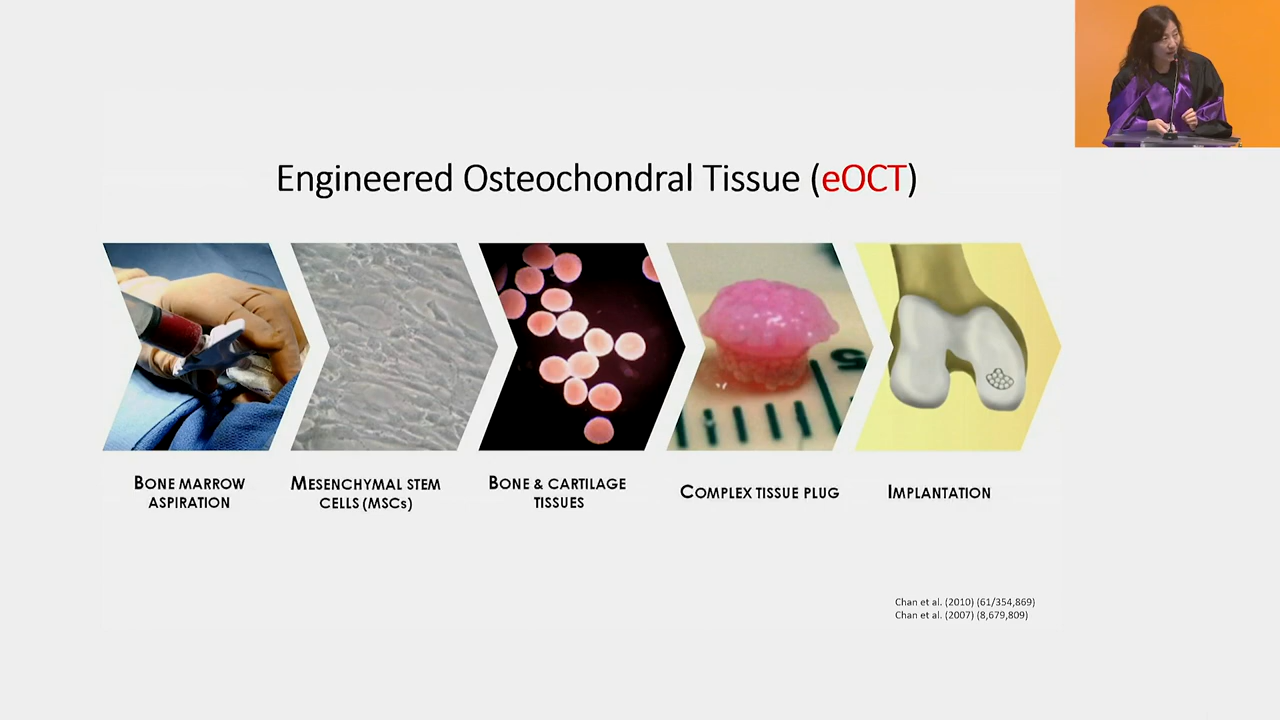 Engineered Osteochondral Tissue (eOCT)
BONE MARROW
ASPIRATION
MESENCHYMAL STEM
CELLS (MSCs)
BONE & CARTILAGE
TISSUES
COMPLEX TISSUE PLUG
IMPLANTATION
5
Chan et al. (2010) (61/354,869)
Chan et al. (2007) (8,679,809)